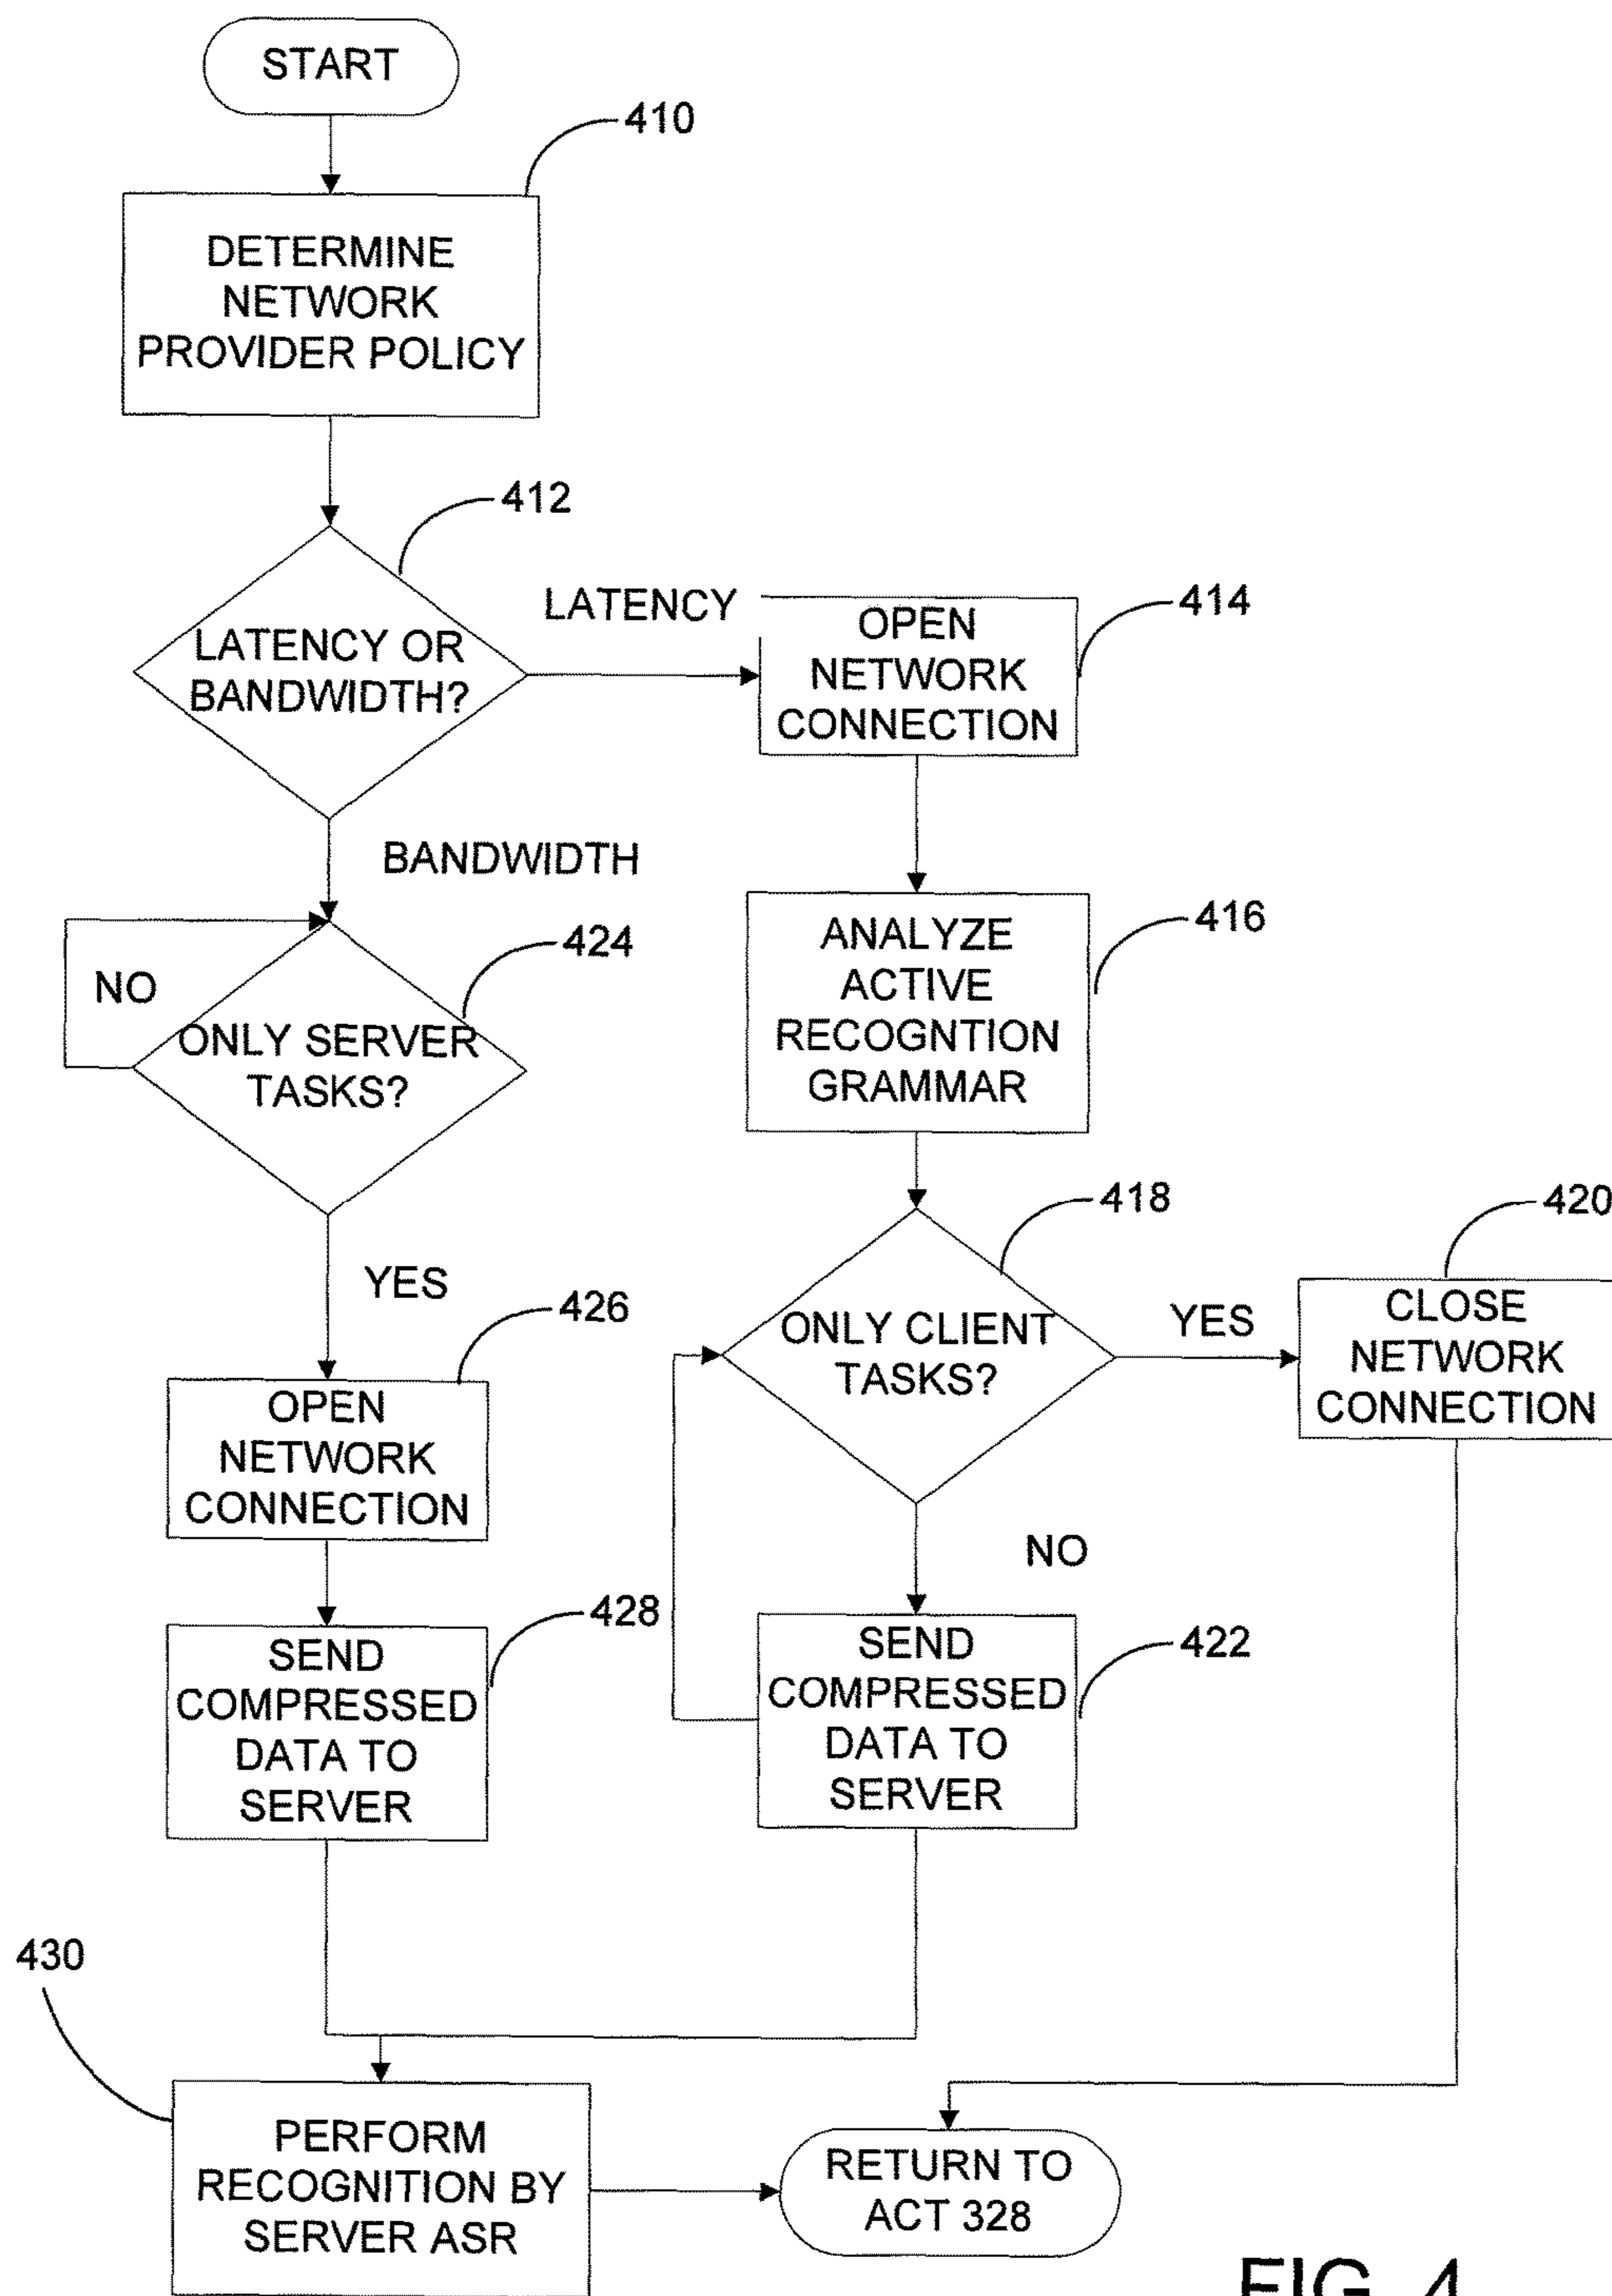 START
410
DETERMINE
NETWORK
PROVIDER POLICY
412
LATENCY OR
BANDWIDTH?
LATENCY
OPEN
NETWORK
CONNECTION
414
BANDWIDTH
NO
ONLY SERVER
TASKS?
424
ANALYZE
ACTIVE
RECOGNTION
GRAMMAR
416
YES
418
ONLY CLIENT
TASKS?
YES
420
CLOSE
NETWORK
CONNECTION
426
OPEN
NETWORK
CONNECTION
NO
428
SEND
COMPRESSED
DATA TO
SERVER
SEND
COMPRESSED
DATA TO
SERVER
422
430
PERFORM
RECOGNITION BY
SERVER ASR
RETURN TO
ACT 328
FIG. 4